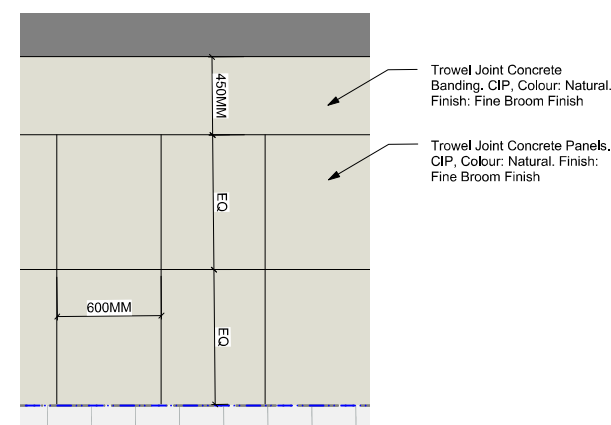 Trowel Joint Concrete
Banding. CIP, Colour: Natural.
Finish: Fine Broom Finish
450MM
Trowel Joint Concrete Panels.
CIP, Colour: Natural. Finish:
Fine Broom Finish
EQ
600MM
EQ